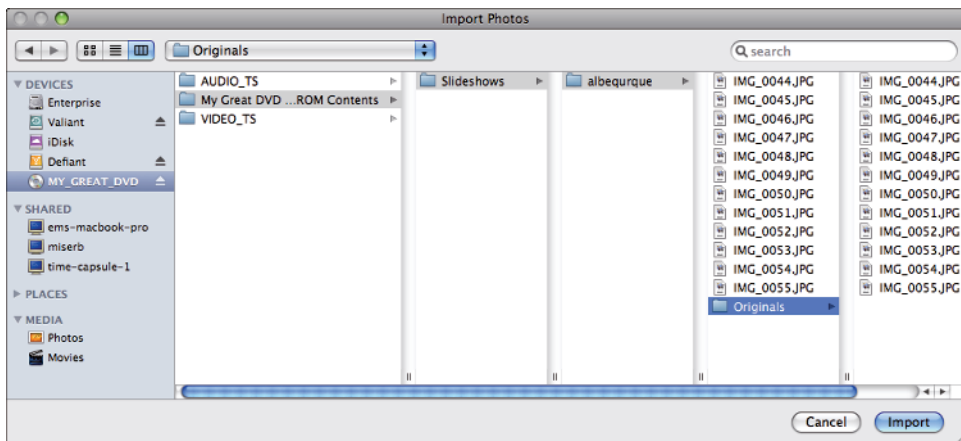 Import Photos
Originals
search
DEVICES
Enterprise
Valiant
iDisk
Defiant
MY_GREAT_DVD
SHARED
ems-macbook-pro
miserb
time-capsule-1
PLACES
MEDIA
Photos
Movies
AUDIO_TS
My Great DVD ...ROM Contents
VIDEO_TS
Slideshows
albequrque
IMG_0044.JPG
IMG_0045.JPG
IMG_0046.JPG
IMG_0047.JPG
IMG_0048.JPG
IMG_0049.JPG
IMG_0050.JPG
IMG_0051.JPG
IMG_0052.JPG
IMG_0053.JPG
IMG_0054.JPG
IMG_0055.JPG
Originals
IMG_0044.JPG
IMG_0045.JPG
IMG_0046.JPG
IMG_0047.JPG
IMG_0048.JPG
IMG_0049.JPG
IMG_0050.JPG
IMG_0051.JPG
IMG_0052.JPG
IMG_0053.JPG
IMG_0054.JPG
IMG_0055.JPG
Cancel
Import